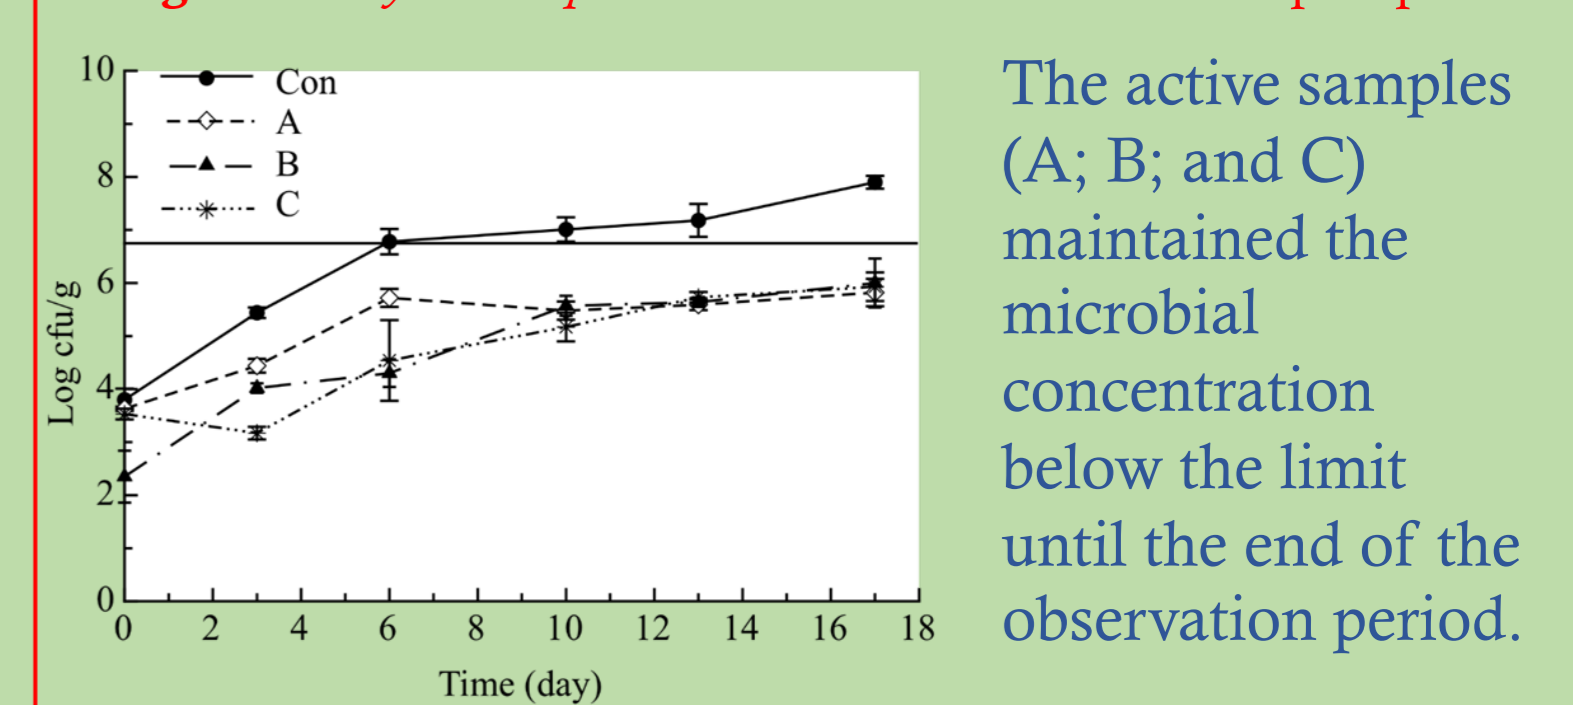 10
Con
A
B
C
8
6
4
2
0
Log cfu/g
0 2 4 6 8 10 12 14 16 18
Time (day)
The active samples
(A; B; and C)
maintained the
microbial
concentration
below the limit
until the end of the
observation period.